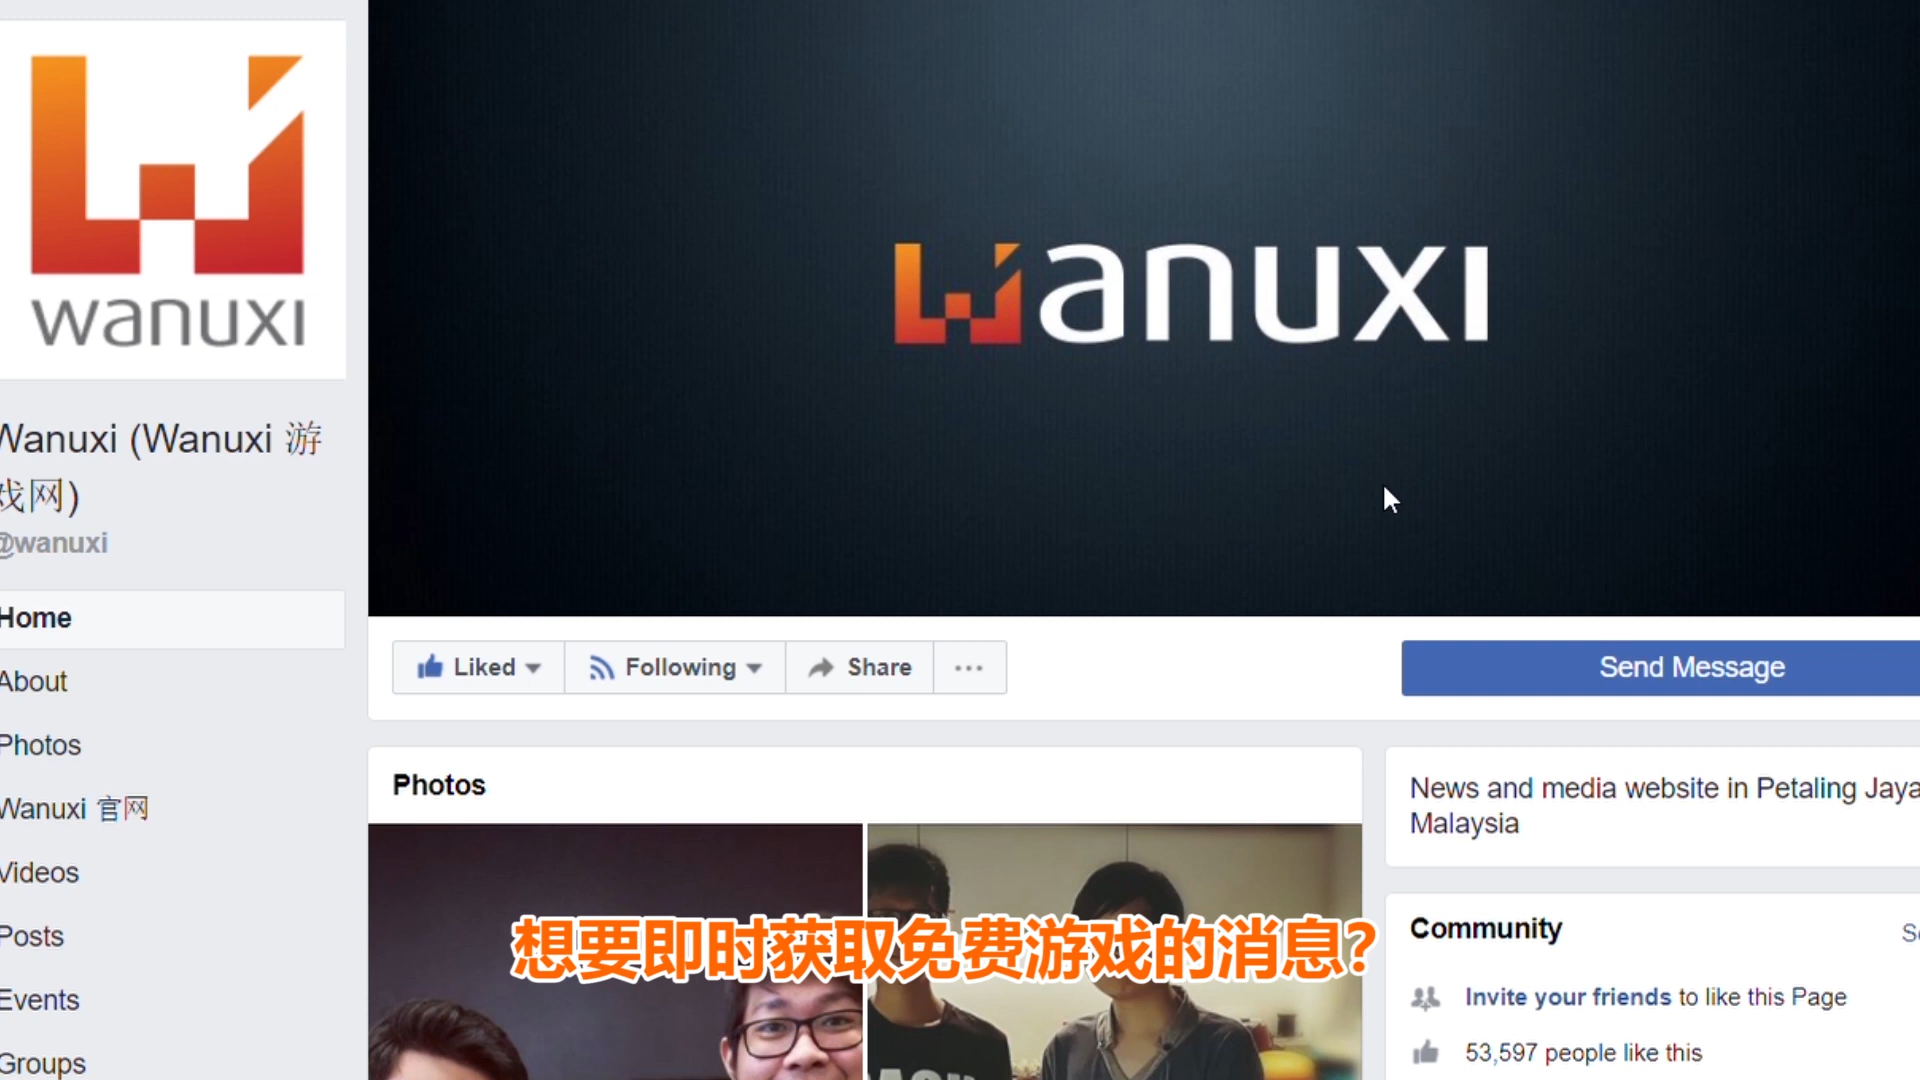 wanuxi
wanuxi
Wanuxi (Wanuxi 游
戏网)
@wanuxi
Home
About
Photos
Wanuxi 官网
Videos
Posts
Events
Groups
Liked
Following
Share
Send Message
Photos
News and media website in Petaling Jaya
Malaysia
Community
Invite your friends to like this Page
53,597 people like this
想要即时获取免费游戏的消息?